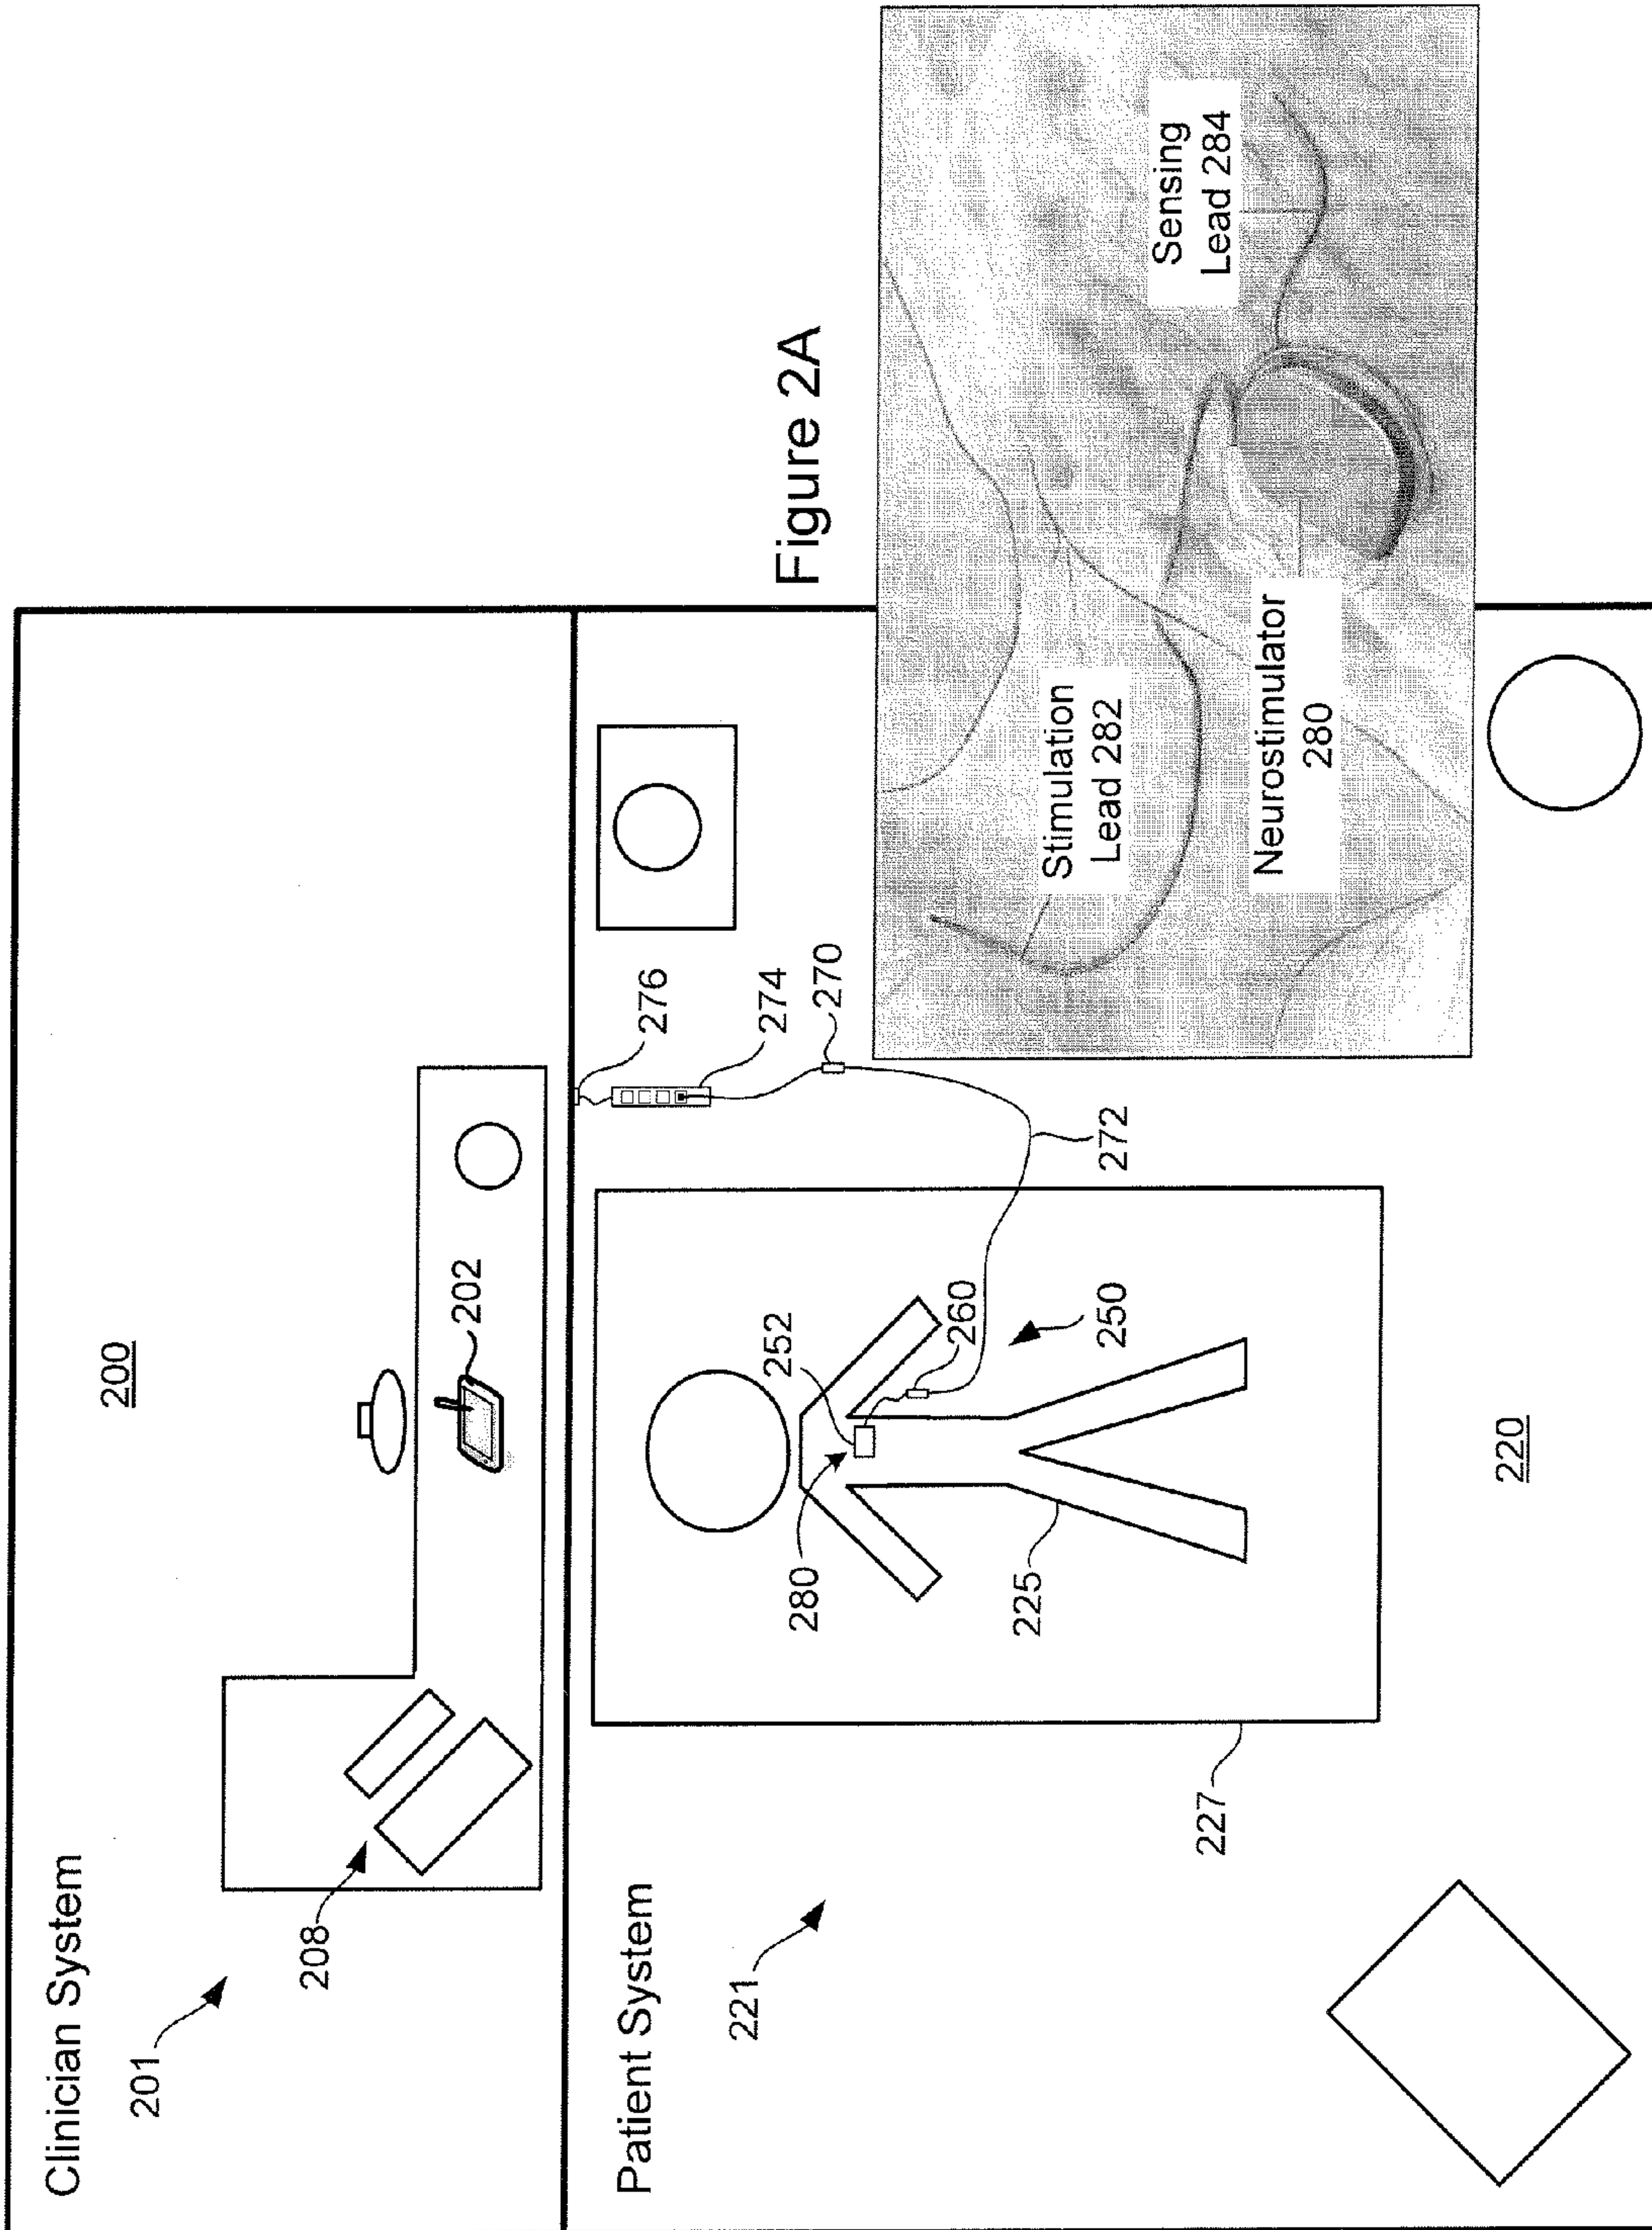 Clinician System
200
201
208
202
Patient System
221
276
274
270
272
252
260
280
250
225
227
220
Figure 2A
Stimulation
Lead 282
Sensing
Lead 284
Neurostimulator
280